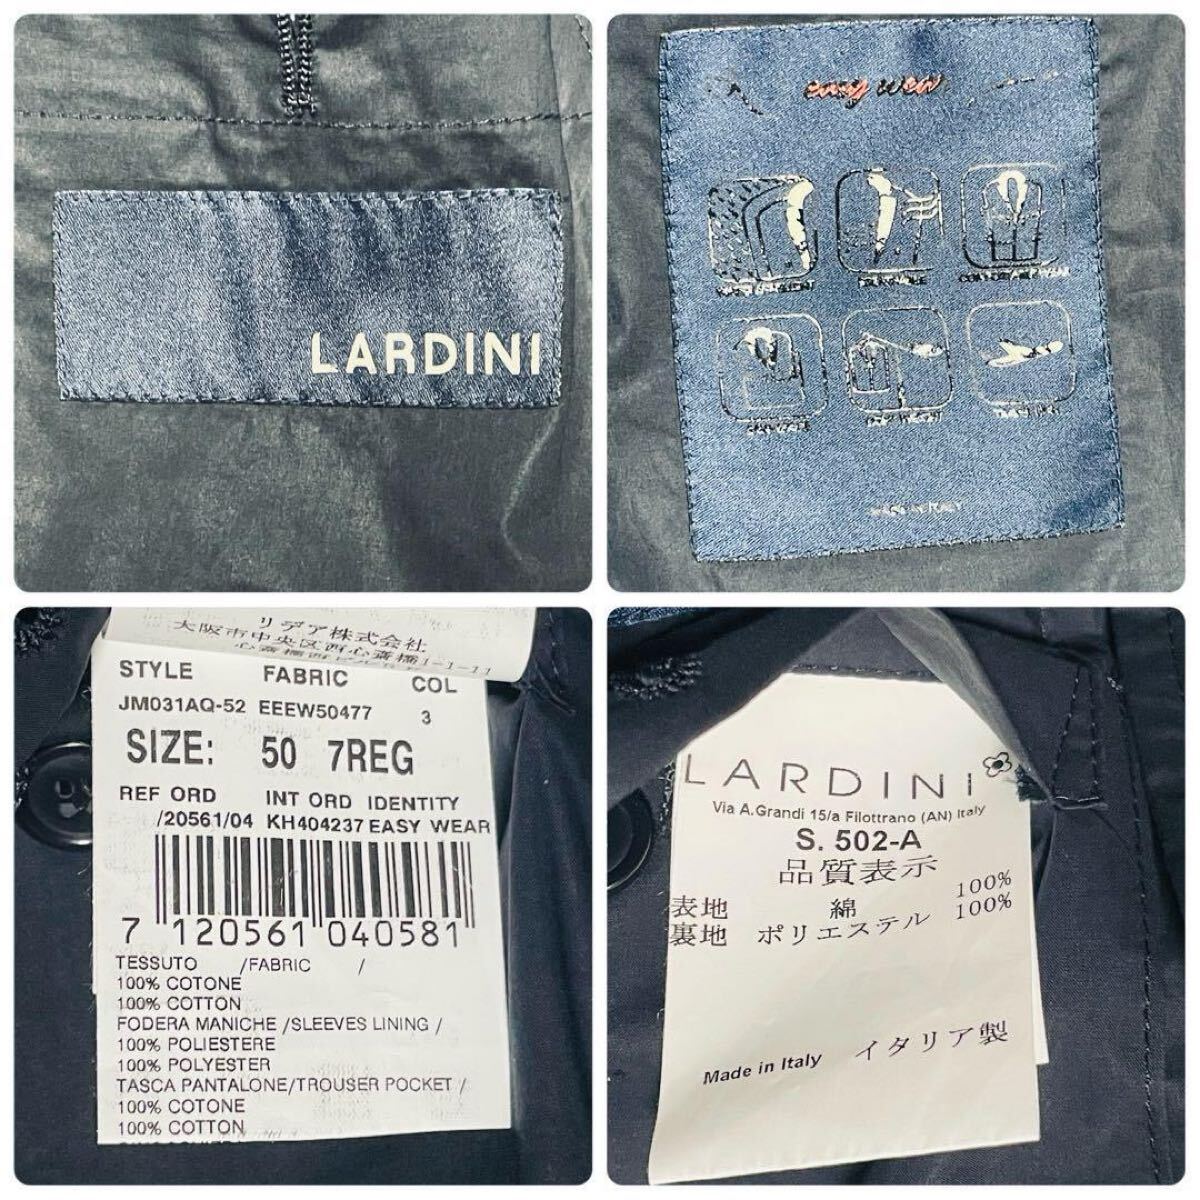 LARDINI
easy wear
MADE IN ITALY
リデア株式会社
大阪市中央区西心斎橋1-1-11
STYLE FABRIC COL
JM031AQ-52 EEEW50477 3
SIZE: 50 7REG
REF ORD INT ORD IDENTITY
/20561/04 KH404237 EASY WEAR
7 120561 040581
TESSUTO /FABRIC /
100% COTONE
100% COTTON
FODERA MANICHE /SLEEVES LINING /
100% POLIESTERE
100% POLYESTER
TASCA PANTALONE/TROUSER POCKET /
100% COTONE
100% COTTON
LARDINI
Via A.Grandi 15/a Filottrano (AN) Italy
S. 502-A
品質表示
表地 綿 100%
裏地 ポリエステル 100%
Made in Italy イタリア製